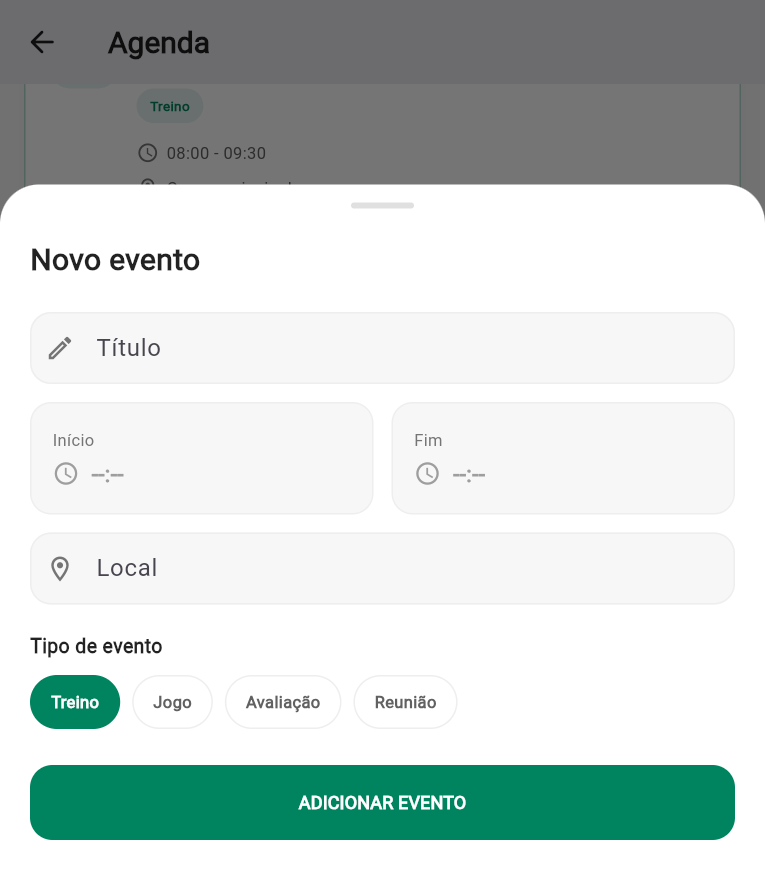 Agenda
Treino
08:00 - 09:30
Novo evento
Título
Início
Fim
--:--
--:--
Local
Tipo de evento
Treino
Jogo
Avaliação
Reunião
ADICIONAR EVENTO